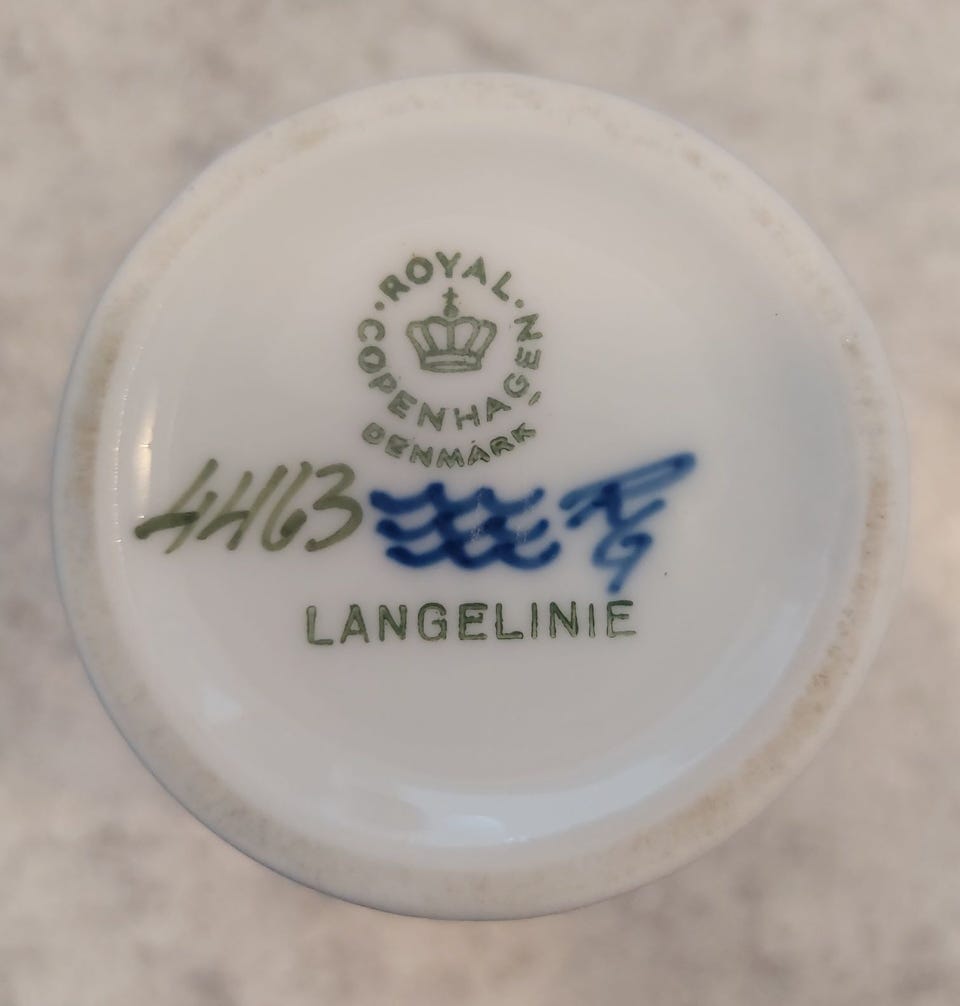 ROYAL
COPENHAGEN
DENMARK
4463
LANGELINIE